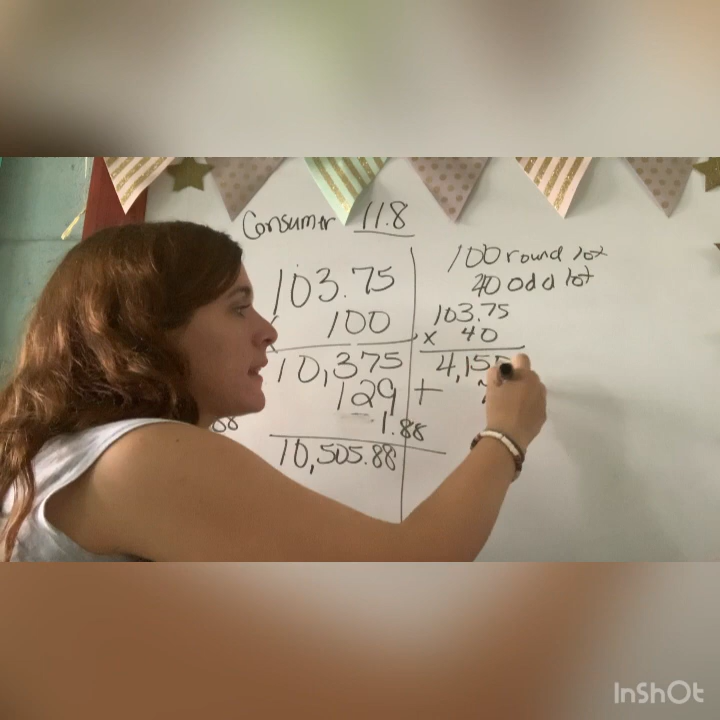 Consumer 11.8
103.75
100
10,375
129
1.88
10,505.88
100 round lot
40 odd lot
103.75
x 40
4,155
+
InShOt